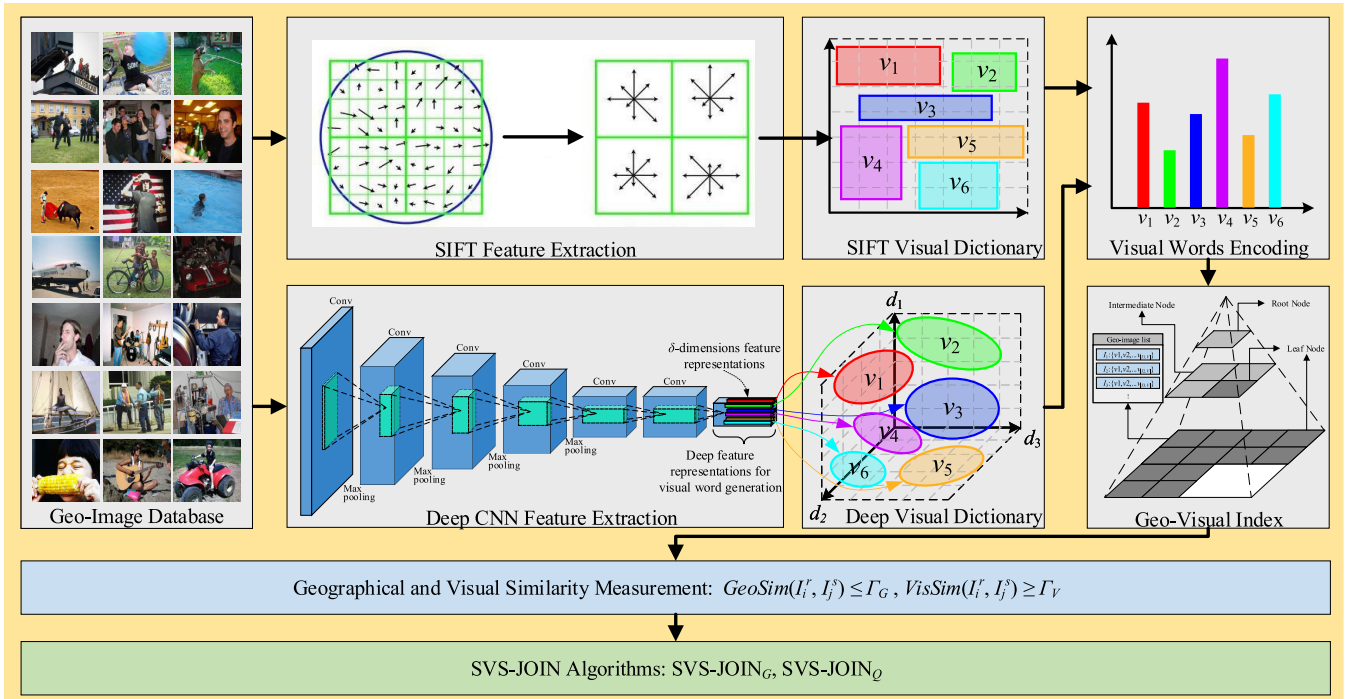 Geo-Image Database
SIFT Feature Extraction
v1
v2
v3
v4
v5
v6
SIFT Visual Dictionary
v1 v2 v3 v4 v5 v6
Visual Words Encoding
Conv
Conv
Conv
Conv
Conv
Conv
Max pooling
Max pooling
Max pooling
Max pooling
δ-dimensions feature
representations
Deep feature
representations for
visual word generation
Deep CNN Feature Extraction
d1
d2
d3
v1
v2
v3
v4
v5
v6
Deep Visual Dictionary
Intermediate Node
Root Node
Leaf Node
Geo-image list
Geo-Visual Index
Geographical and Visual Similarity Measurement: GeoSim(I_i^r, I_j^s) ≤ Γ_G , VisSim(I_i^r, I_j^s) ≥ Γ_V
SVS-JOIN Algorithms: SVS-JOIN_G, SVS-JOIN_Q